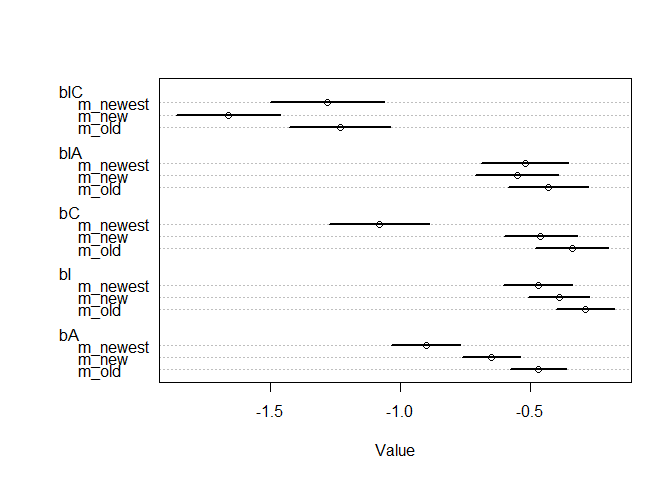 bIC
m_newest
m_new
m_old
bIA
m_newest
m_new
m_old
bC
m_newest
m_new
m_old
bI
m_newest
m_new
m_old
bA
m_newest
m_new
m_old
-1.5 -1.0 -0.5
Value